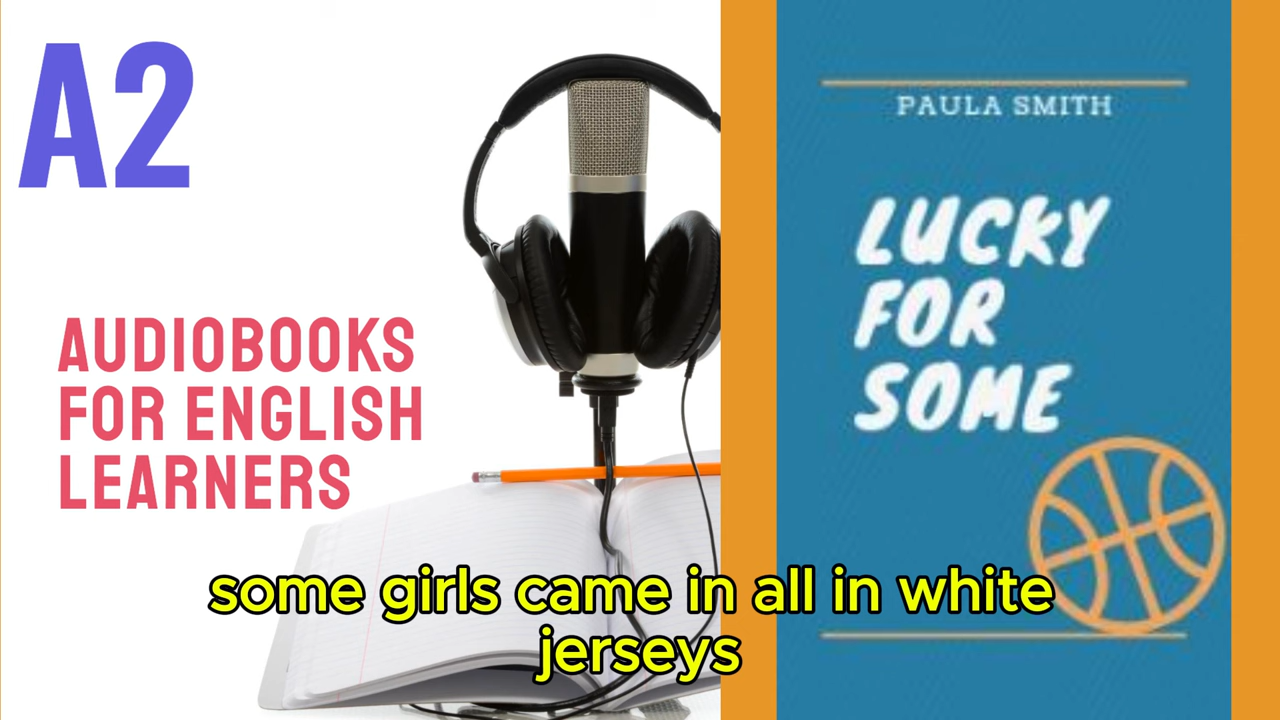 A2
AUDIOBOOKS
FOR ENGLISH
LEARNERS
PAULA SMITH
LUCKY
FOR
SOME
some girls came in all in white
jerseys